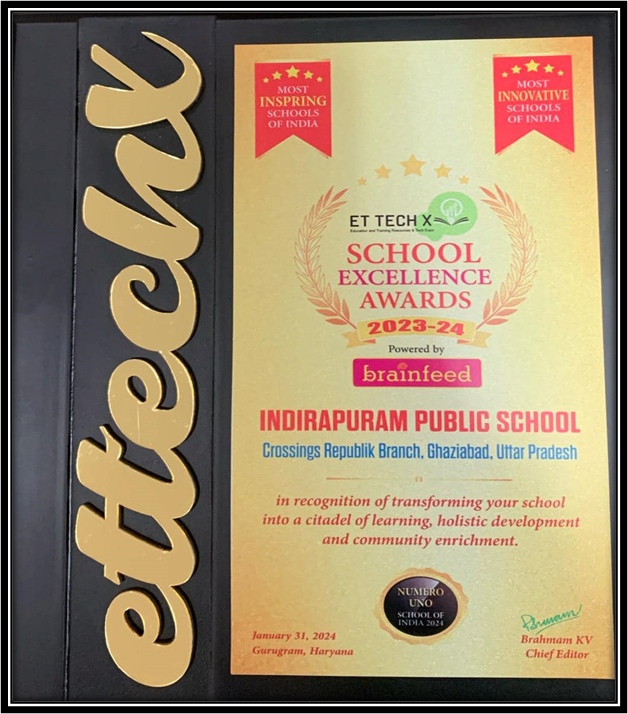 ettechx
MOST
INSPRING
SCHOOLS
OF INDIA
MOST
INNOVATIVE
SCHOOLS
OF INDIA
ET TECH X
Education and Training Resources & Tech Expo
SCHOOL
EXCELLENCE
AWARDS
2023-24
Powered by
brainfeed
INDIRAPURAM PUBLIC SCHOOL
Crossings Republik Branch, Ghaziabad, Uttar Pradesh
in recognition of transforming your school
into a citadel of learning, holistic development
and community enrichment.
NUMERO
UNO
SCHOOL OF
INDIA 2024
January 31, 2024
Gurugram, Haryana
Brahmam KV
Chief Editor